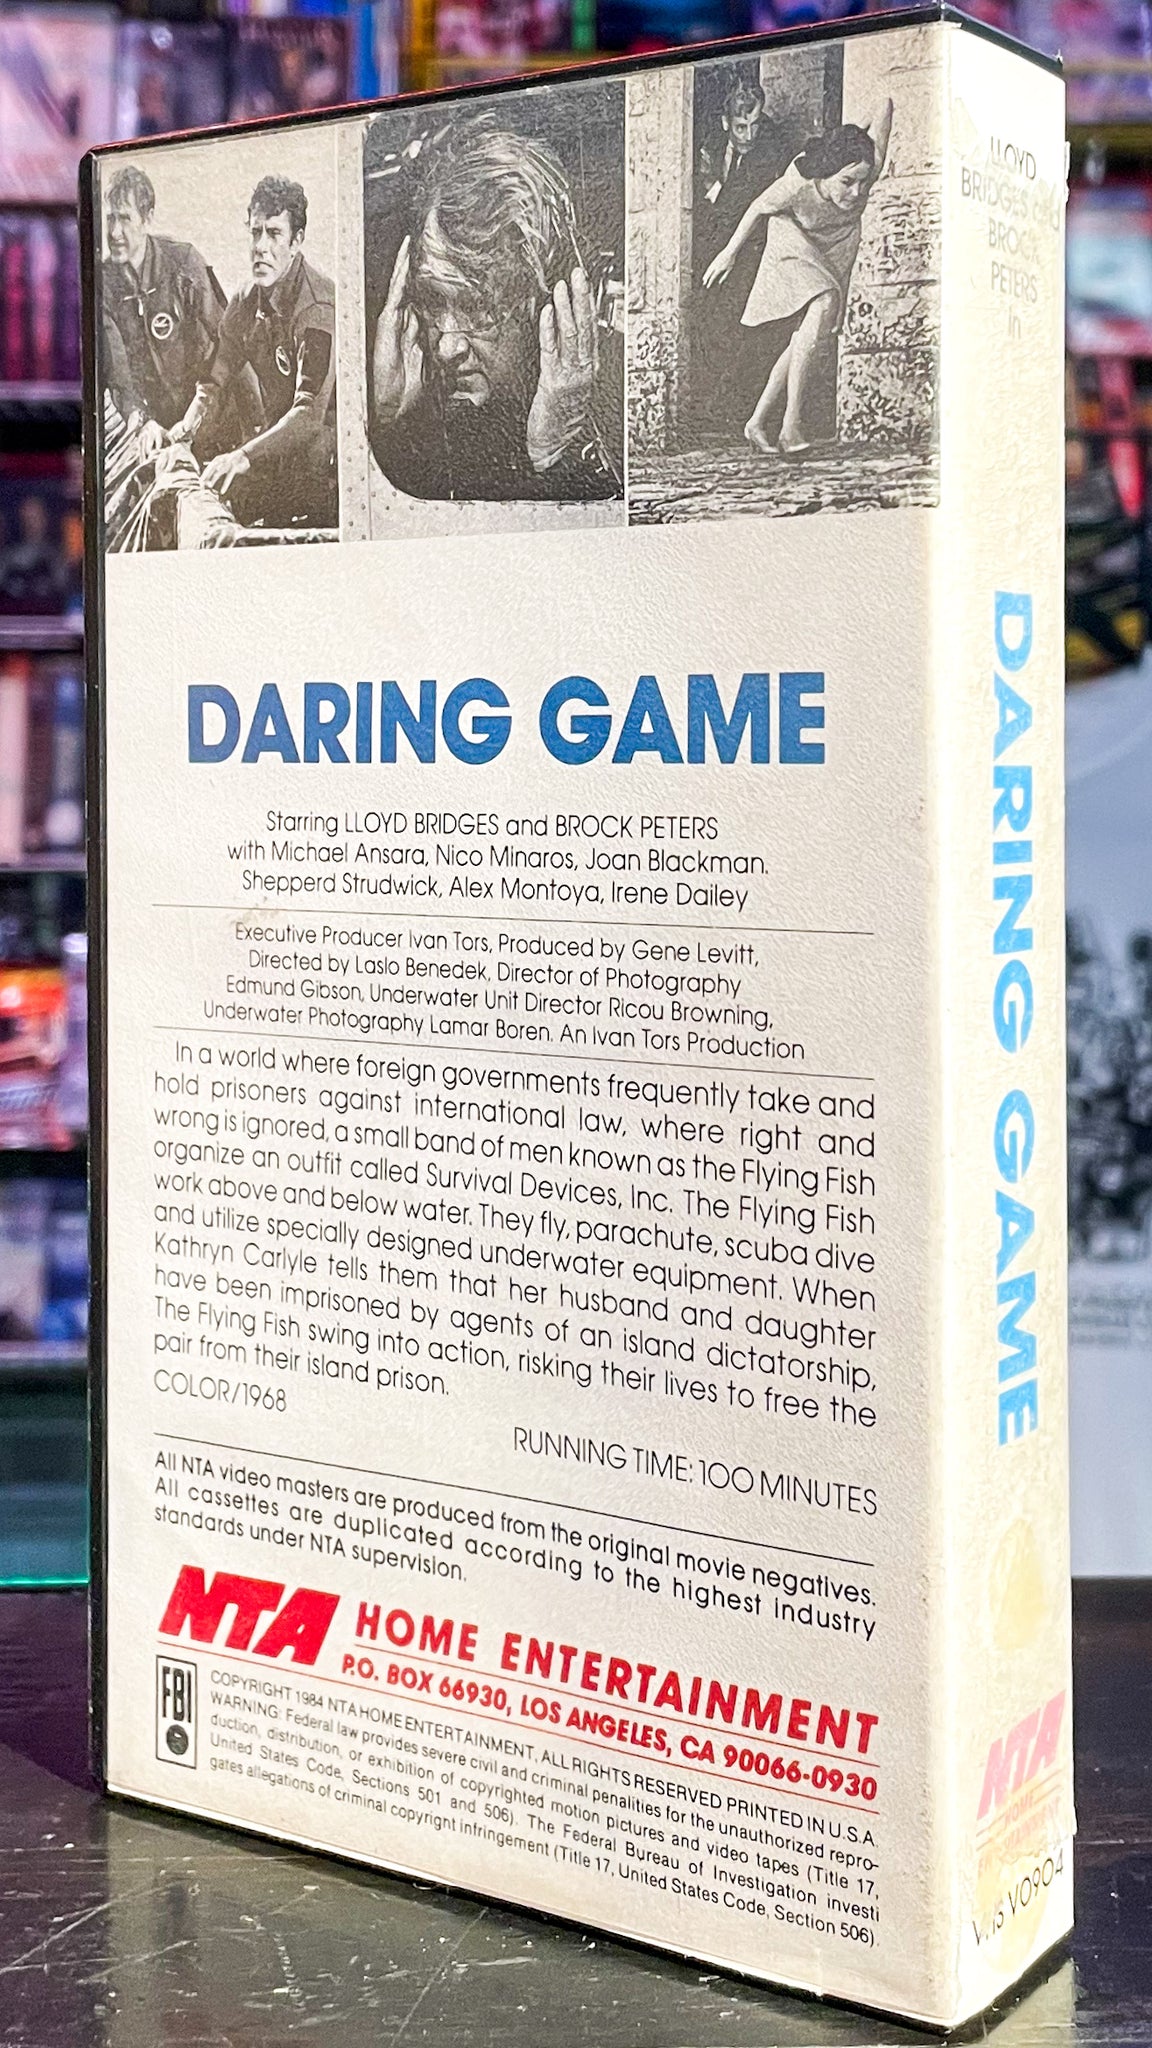 DARING GAME
Starring LLOYD BRIDGES and BROCK PETERS
with Michael Ansara, Nico Minaros, Joan Blackman.
Shepperd Strudwick, Alex Montoya, Irene Dailey
Executive Producer Ivan Tors, Produced by Gene Levitt,
Directed by Laslo Benedek, Director of Photography
Edmund Gibson, Underwater Unit Director Ricou Browning,
Underwater Photography Lamar Boren. An Ivan Tors Production
In a world where foreign governments frequently take and
hold prisoners against international law, where right and
wrong is ignored, a small band of men known as the Flying Fish
organize an outfit called Survival Devices, Inc. The Flying Fish
work above and below water. They fly, parachute, scuba dive
and utilize specially designed underwater equipment. When
Kathryn Carlyle tells them that her husband and daughter
have been imprisoned by agents of an island dictatorship,
The Flying Fish swing into action, risking their lives to free the
pair from their island prison.
COLOR/1968
RUNNING TIME: 100 MINUTES
All NTA video masters are produced from the original movie negatives.
All cassettes are duplicated according to the highest industry
standards under NTA supervision.
NTA HOME ENTERTAINMENT
P.O. BOX 66930, LOS ANGELES, CA 90066-0930
FBI
COPYRIGHT 1984 NTA HOME ENTERTAINMENT, ALL RIGHTS RESERVED PRINTED IN U.S.A.
WARNING: Federal law provides severe civil and criminal penalities for the unauthorized repro-
duction, distribution, or exhibition of copyrighted motion pictures and video tapes (Title 17,
United States Code, Sections 501 and 506). The Federal Bureau of Investigation investi
gates allegations of criminal copyright infringement (Title 17, United States Code, Section 506).
LLOYD
BRIDGES and
BROCK
PETERS
in
DARING GAME
NTA
HOME
V0904